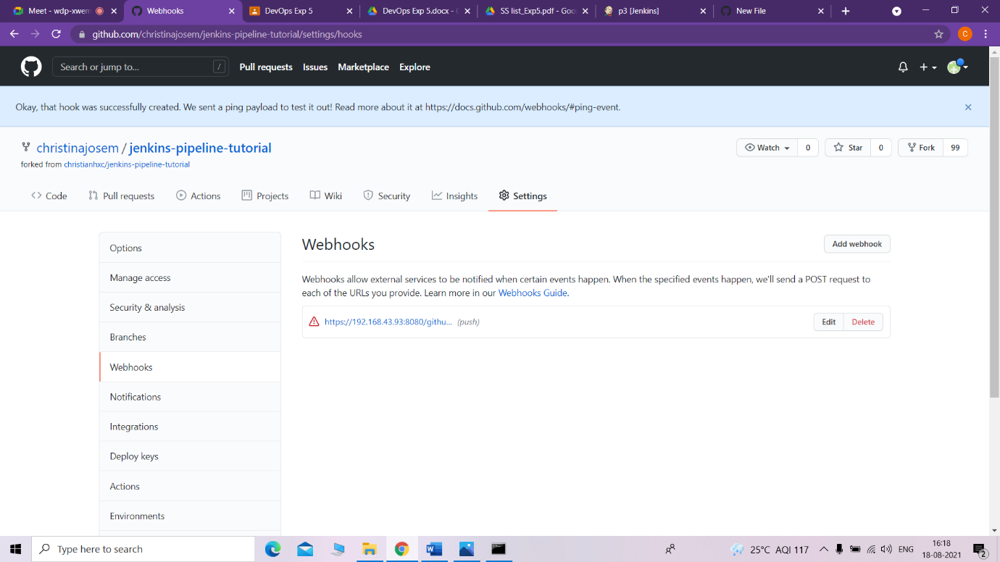 Meet - wdp-xwem
Webhooks
DevOps Exp 5
DevOps Exp 5.docx - G
SS list_Exp5.pdf - Goo
p3 [Jenkins]
New File
github.com/christinajosem/jenkins-pipeline-tutorial/settings/hooks
C
Search or jump to...
/
Pull requests
Issues
Marketplace
Explore
Okay, that hook was successfully created. We sent a ping payload to test it out! Read more about it at https://docs.github.com/webhooks/#ping-event.
christinajosem / jenkins-pipeline-tutorial
Watch 0
Star 0
Fork 99
forked from christianhxc/jenkins-pipeline-tutorial
Code
Pull requests
Actions
Projects
Wiki
Security
Insights
Settings
Options
Manage access
Security & analysis
Branches
Webhooks
Notifications
Integrations
Deploy keys
Actions
Environments
Webhooks
Add webhook
Webhooks allow external services to be notified when certain events happen. When the specified events happen, we'll send a POST request to
each of the URLs you provide. Learn more in our Webhooks Guide.
https://192.168.43.93:8080/githu... (push)
Edit
Delete
Type here to search
25°C AQI 117
ENG
16:18
18-08-2021
2